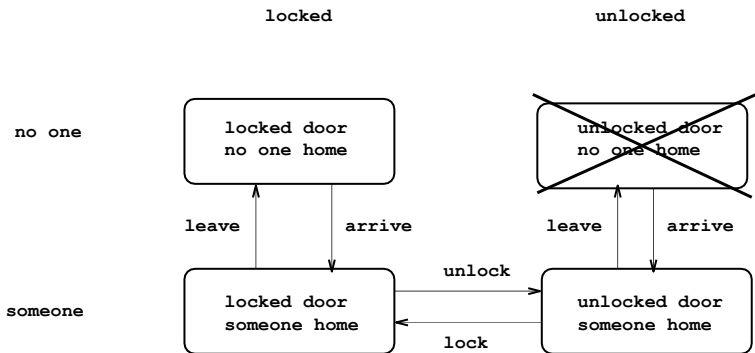 locked
unlocked
no one
locked door
no one home
unlocked door
no one home
leave
arrive
leave
arrive
unlock
someone
locked door
someone home
unlocked door
someone home
lock